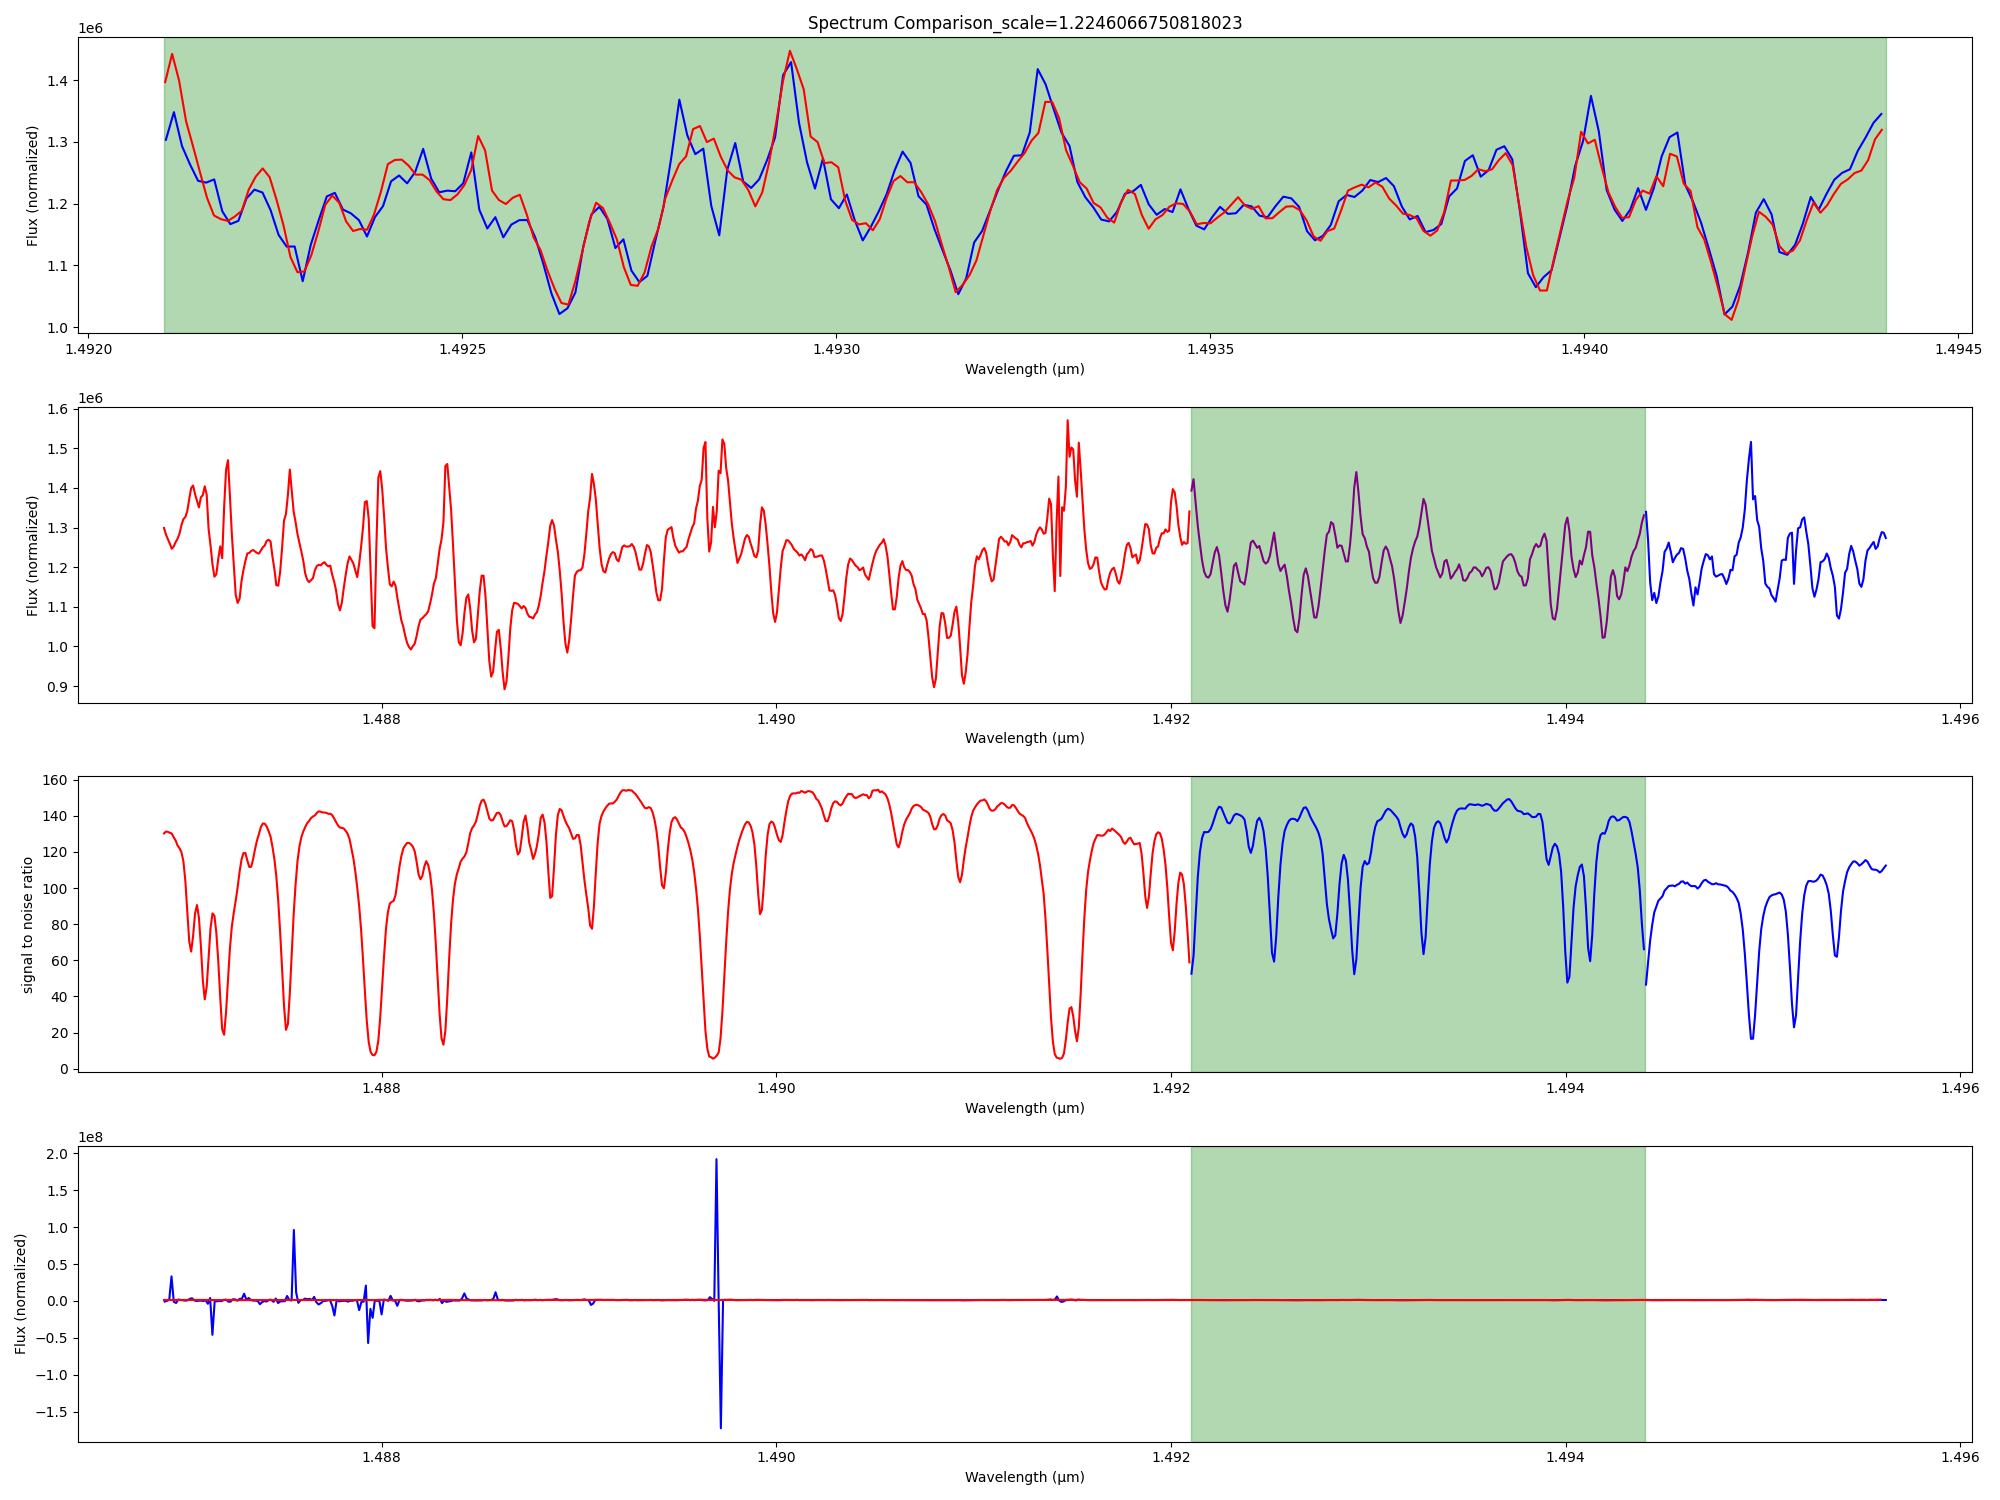 Spectrum Comparison_scale=1.2246066750818023
1e6
1.4
1.3
1.2
1.1
1.0
Flux (normalized)
1.4920 1.4925 1.4930 1.4935 1.4940 1.4945
Wavelength (μm)
1e6
1.6
1.5
1.4
1.3
1.2
1.1
1.0
0.9
Flux (normalized)
1.488 1.490 1.492 1.494 1.496
Wavelength (μm)
160
140
120
100
80
60
40
20
0
signal to noise ratio
1.488 1.490 1.492 1.494 1.496
Wavelength (μm)
1e8
2.0
1.5
1.0
0.5
0.0
−0.5
−1.0
−1.5
Flux (normalized)
1.488 1.490 1.492 1.494 1.496
Wavelength (μm)